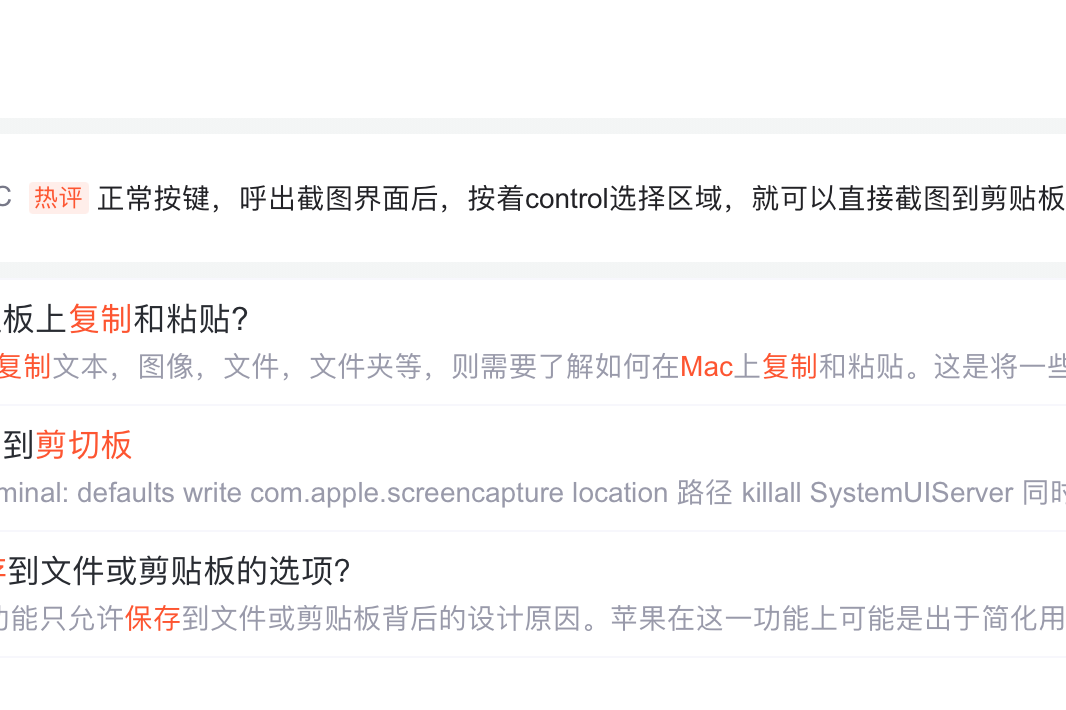 C 热评 正常按键，呼出截图界面后，按着control选择区域，就可以直接截图到剪贴板
板上复制和粘贴?
复制文本，图像，文件，文件夹等，则需要了解如何在Mac上复制和粘贴。这是将一些
到剪切板
minal: defaults write com.apple.screencapture location 路径 killall SystemUIServer 同时
存到文件或剪贴板的选项?
功能只允许保存到文件或剪贴板背后的设计原因。苹果在这一功能上可能是出于简化用